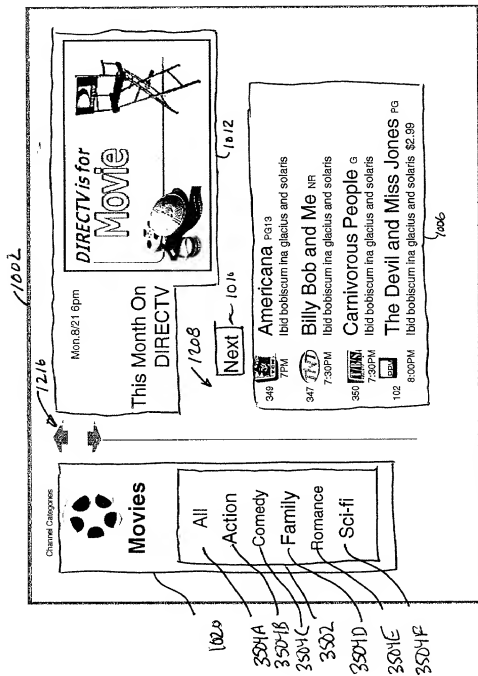 1002
1216
Channel Categories
Movies
All
Action
Comedy
Family
Romance
Sci-fi
1020
3504A
3504B
3504C
3502
3504D
3504E
3504F
Mon.8/21 6pm
This Month On
DIRECTV
DIRECTV is for
Movie
1012
1208
Next
1016
349
7PM
Americana PG13
Ibid bobiscum ina glacius and solaris
347
TNT
7:30PM
Billy Bob and Me NR
Ibid bobiscum ina glacius and solaris
350
TBS
7:30PM
Carnivorous People G
Ibid bobiscum ina glacius and solaris
102
PPV
8:00PM
The Devil and Miss Jones PG
Ibid bobiscum ina glacius and solaris $2.99
1006